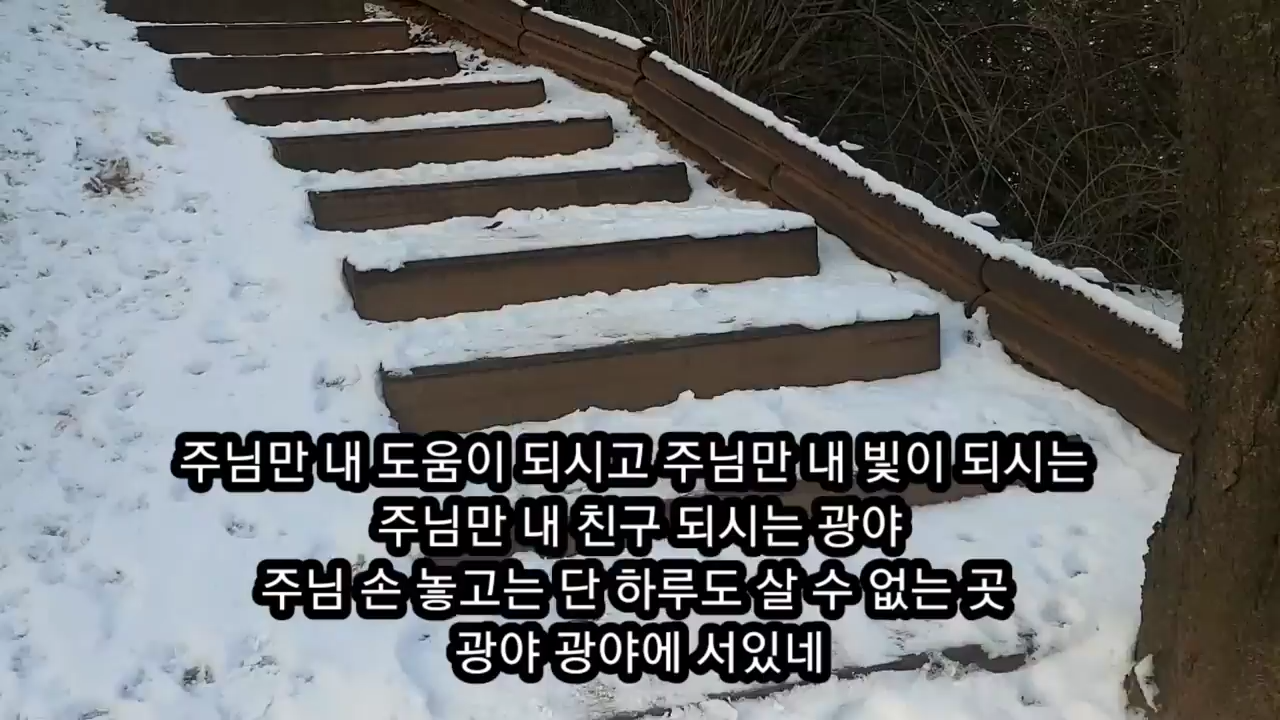 주님만 내 도움이 되시고 주님만 내 빛이 되시는
주님만 내 친구 되시는 광야
주님 손 놓고는 단 하루도 살 수 없는 곳
광야 광야에 서있네